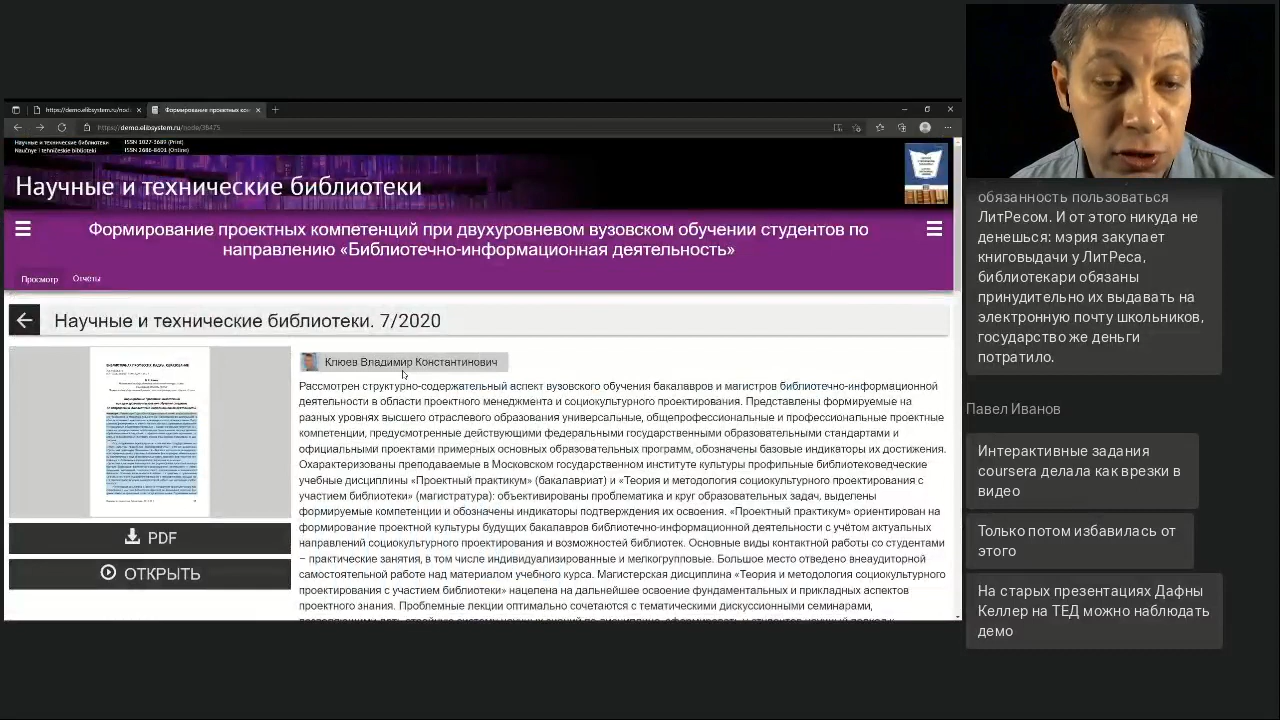 https://demo.elibsystem.ru/nod
Формирование проектных ко
https://demo.elibsystem.ru/node/38475
Научные и технические библиотеки
Nauchnye i tehnicheskie biblioteki
ISSN 1027-3689 (Print)
ISSN 2686-8601 (Online)
Научные и технические библиотеки
Формирование проектных компетенций при двухуровневом вузовском обучении студентов по
направлению «Библиотечно-информационная деятельность»
Просмотр
Отчёты
Научные и технические библиотеки. 7/2020
PDF
ОТКРЫТЬ
Клюев Владимир Константинович
Рассмотрен структурно-содержательный аспект вузовского обучения бакалавров и магистров библиотечно-информационной
деятельности в области проектного менеджмента и социокультурного проектирования. Представлены формируемые на
разных уровнях высшего отраслевого образования универсальные, общепрофессиональные и профессиональные проектные
компетенции, предусмотренные действующими федеральными государственными образовательными стандартами и
официальными проектами примерных основных образовательных программ, обозначены базовые индикаторы их достижения.
Охарактеризованы преподаваемые в Московском государственном институте культуры профильные технологические
учебные дисциплины «Проектный практикум» (бакалавриат) и «Теория и методология социокультурного проектирования с
участием библиотеки» (магистратура): объективированы проблематика и круг образовательных задач, выделены
формируемые компетенции и обозначены индикаторы подтверждения их освоения. «Проектный практикум» ориентирован на
формирование проектной культуры будущих бакалавров библиотечно-информационной деятельности с учётом актуальных
направлений социокультурного проектирования и возможностей библиотек. Основные виды контактной работы со студентами
– практические занятия, в том числе индивидуализированные и мелкогрупповые. Большое место отведено внеаудиторной
самостоятельной работе над материалом учебного курса. Магистерская дисциплина «Теория и методология социокультурного
проектирования с участием библиотеки» нацелена на дальнейшее освоение фундаментальных и прикладных аспектов
проектного знания. Проблемные лекции оптимально сочетаются с тематическими дискуссионными семинарами,
обязанность пользоваться
ЛитРесом. И от этого никуда не
денешься: мэрия закупает
книговыдачи у ЛитРеса,
библиотекари обязаны
принудительно их выдавать на
электронную почту школьников,
государство же деньги
потратило.
Павел Иванов
Интерактивные задания
coursera делала как врезки в
видео
Только потом избавилась от
этого
На старых презентациях Дафны
Келлер на ТЕД можно наблюдать
демо